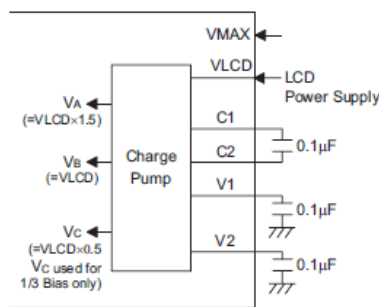 VMAX
VLCD
LCD
Power Supply
VA
(=VLCD×1.5)
C1
0.1μF
C2
VB
(=VLCD)
Charge
Pump
V1
0.1μF
VC
(=VLCD×0.5
VC used for
1/3 Bias only)
V2
0.1μF